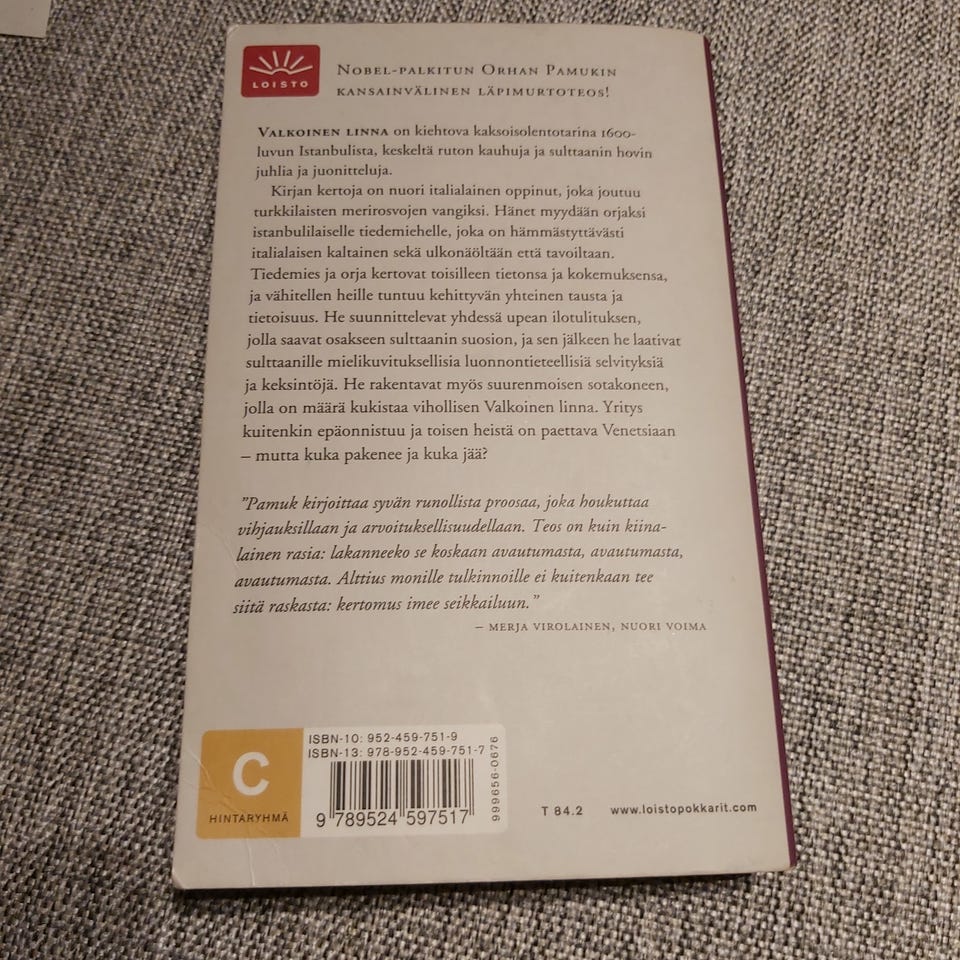 LOISTO
Nobel-palkitun Orhan Pamukin
kansainvälinen läpimurtoteos!
Valkoinen linna on kiehtova kaksoisolentotarina 1600-
luvun Istanbulista, keskeltä ruton kauhuja ja sulttaanin hovin
juhlia ja juonitteluja.
Kirjan kertoja on nuori italialainen oppinut, joka joutuu
turkkilaisten merirosvojen vangiksi. Hänet myydään orjaksi
istanbulilaiselle tiedemiehelle, joka on hämmästyttävästi
italialaisen kaltainen sekä ulkonäöltään että tavoiltaan.
Tiedemies ja orja kertovat toisilleen tietonsa ja kokemuksensa,
ja vähitellen heille tuntuu kehittyvän yhteinen tausta ja
tietoisuus. He suunnittelevat yhdessä upean ilotulituksen,
jolla saavat osakseen sulttaanin suosion, ja sen jälkeen he laativat
sulttaanille mielikuvituksellisia luonnontieteellisiä selvityksiä
ja keksintöjä. He rakentavat myös suurenmoisen sotakoneen,
jolla on määrä kukistaa vihollisen Valkoinen linna. Yritys
kuitenkin epäonnistuu ja toisen heistä on paettava Venetsiaan
– mutta kuka pakenee ja kuka jää?
"Pamuk kirjoittaa syvän runollista proosaa, joka houkuttaa
vihjauksillaan ja arvoituksellisuudellaan. Teos on kuin kiina-
lainen rasia: lakanneeko se koskaan avautumasta, avautumasta,
avautumasta. Alttius monille tulkinnoille ei kuitenkaan tee
siitä raskasta: kertomus imee seikkailuun."
– Merja Virolainen, Nuori Voima
C
HINTARYHMÄ
ISBN-10: 952-459-751-9
ISBN-13: 978-952-459-751-7
9 789524 597517
999656-0676
T 84.2
www.loistopokkarit.com